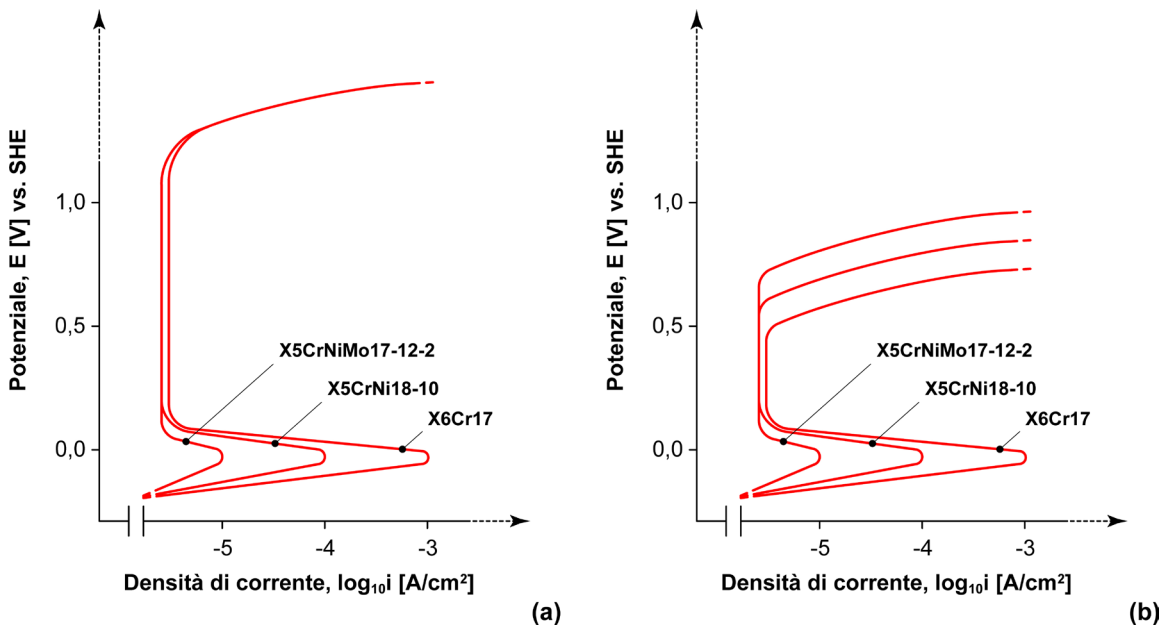 Potenziale, E [V] vs. SHE
1,0
0,5
0,0
X5CrNiMo17-12-2
X5CrNi18-10
X6Cr17
-5
-4
-3
Densità di corrente, log₁₀i [A/cm²]
(a)
Potenziale, E [V] vs. SHE
1,0
0,5
0,0
X5CrNiMo17-12-2
X5CrNi18-10
X6Cr17
-5
-4
-3
Densità di corrente, log₁₀i [A/cm²]
(b)